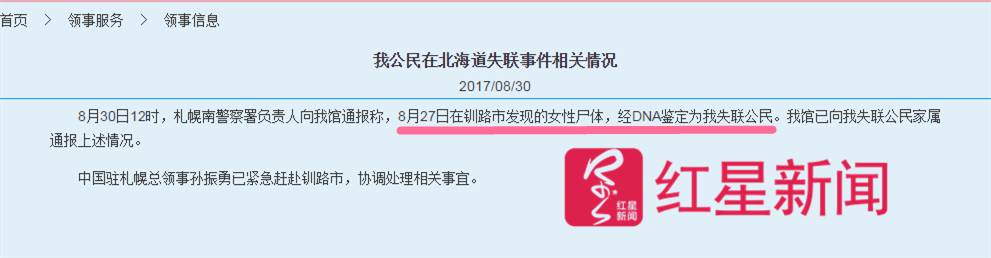 首页 > 领事服务 > 领事信息
我公民在北海道失联事件相关情况
2017/08/30
8月30日12时，札幌南警察署负责人向我馆通报称，8月27日在钏路市发现的女性尸体，经DNA鉴定为我失联公民。我馆已向我失联公民家属
通报上述情况。
中国驻札幌总领事孙振勇已紧急赶赴钏路市，协调处理相关事宜。
红星
新闻
红星新闻